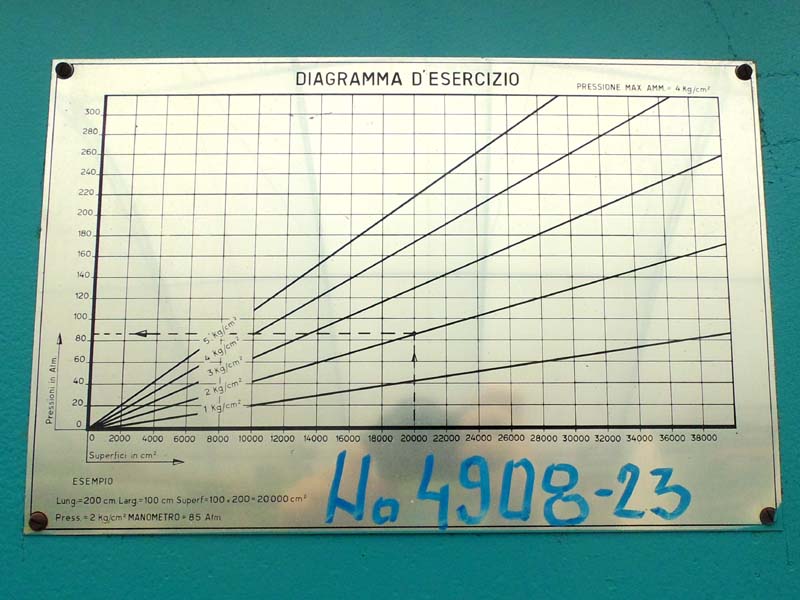 DIAGRAMMA D'ESERCIZIO
PRESSIONE MAX AMM.= 4 Kg/cm²
300
280
260
240
220
200
180
160
140
120
100
80
60
40
20
0
Pressioni in Atm.
5 Kg/cm²
4 Kg/cm²
3 Kg/cm²
2 Kg/cm²
1 Kg/cm²
0 2000 4000 6000 8000 10000 12000 14000 16000 18000 20000 22000 24000 26000 28000 30000 32000 34000 36000 38000
Superfici in cm²
ESEMPIO
Lung.=200 cm Larg.=100 cm Superf=100x200=20000 cm²
Press.=2 Kg/cm² MANOMETRO = 85 Atm.
No 4908-23